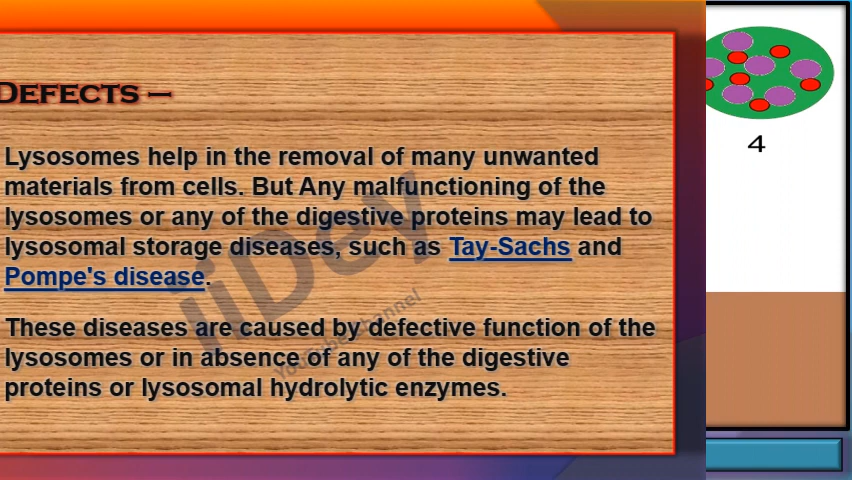 DEFECTS –
Lysosomes help in the removal of many unwanted
materials from cells. But Any malfunctioning of the
lysosomes or any of the digestive proteins may lead to
lysosomal storage diseases, such as Tay-Sachs and
Pompe's disease.
These diseases are caused by defective function of the
lysosomes or in absence of any of the digestive
proteins or lysosomal hydrolytic enzymes.
iiDey
YouTube channel
4